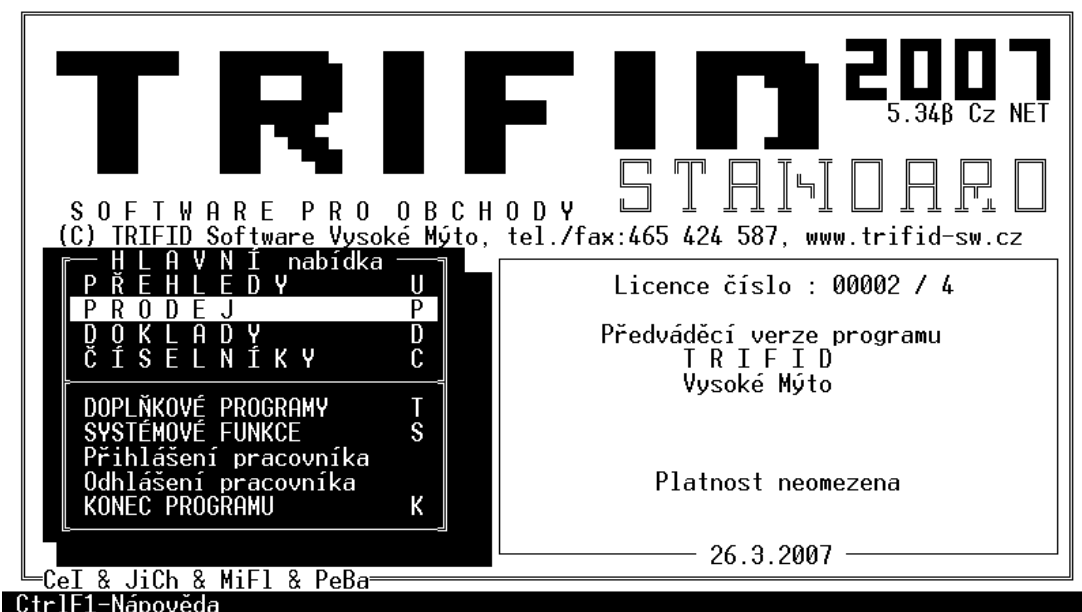 TRIFID 2007
5.34β Cz NET
STANDARD
SOFTWARE PRO OBCHODY
(C) TRIFID Software Vysoké Mýto, tel./fax:465 424 587, www.trifid-sw.cz
HLAVNÍ nabídka
PŘEHLEDY U
PRODEJ P
DOKLADY D
ČÍSELNÍKY C
DOPLŇKOVÉ PROGRAMY T
SYSTÉMOVÉ FUNKCE S
Přihlášení pracovníka
Odhlášení pracovníka
KONEC PROGRAMU K
Licence číslo : 00002 / 4
Předváděcí verze programu
TRIFID
Vysoké Mýto
Platnost neomezena
26.3.2007
CeI & JiCh & MiFl & PeBa
CtrlF1-Nápověda